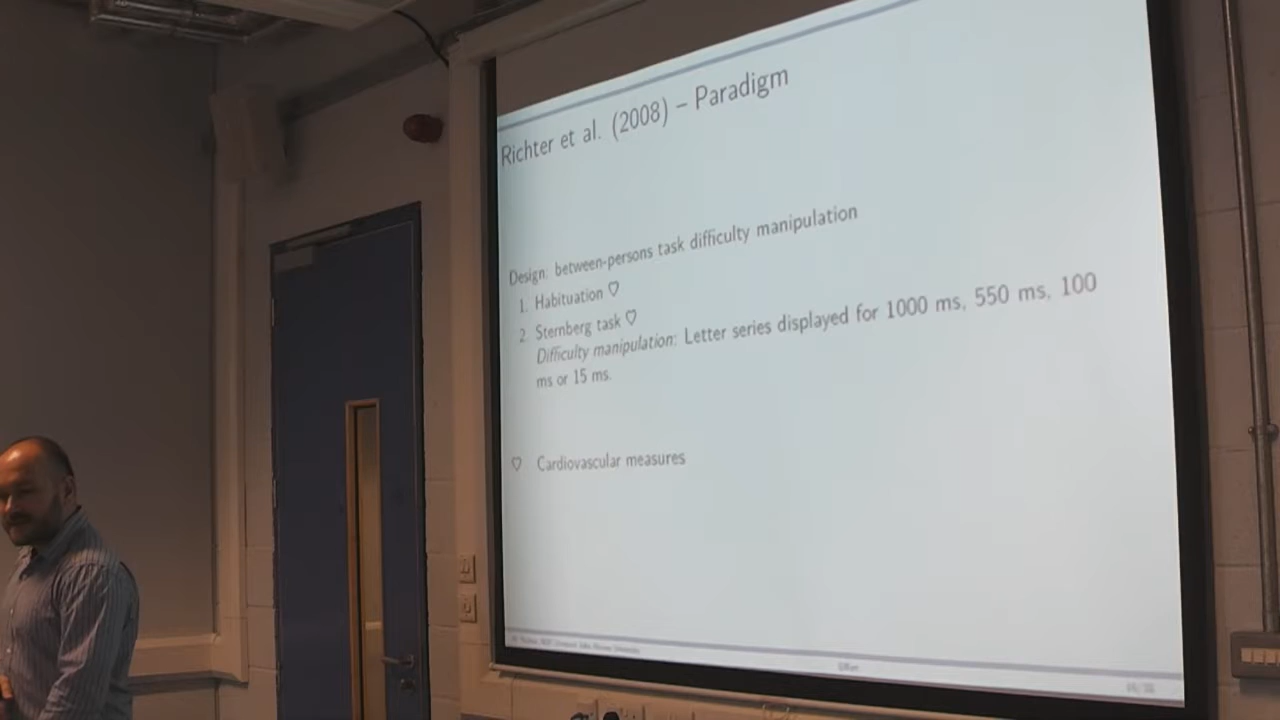 Richter et al. (2008) – Paradigm
Design: between-persons task difficulty manipulation
1. Habituation ♡
2. Sternberg task ♡
Difficulty manipulation: Letter series displayed for 1000 ms, 550 ms, 100
ms or 15 ms.
♡ Cardiovascular measures
Effort